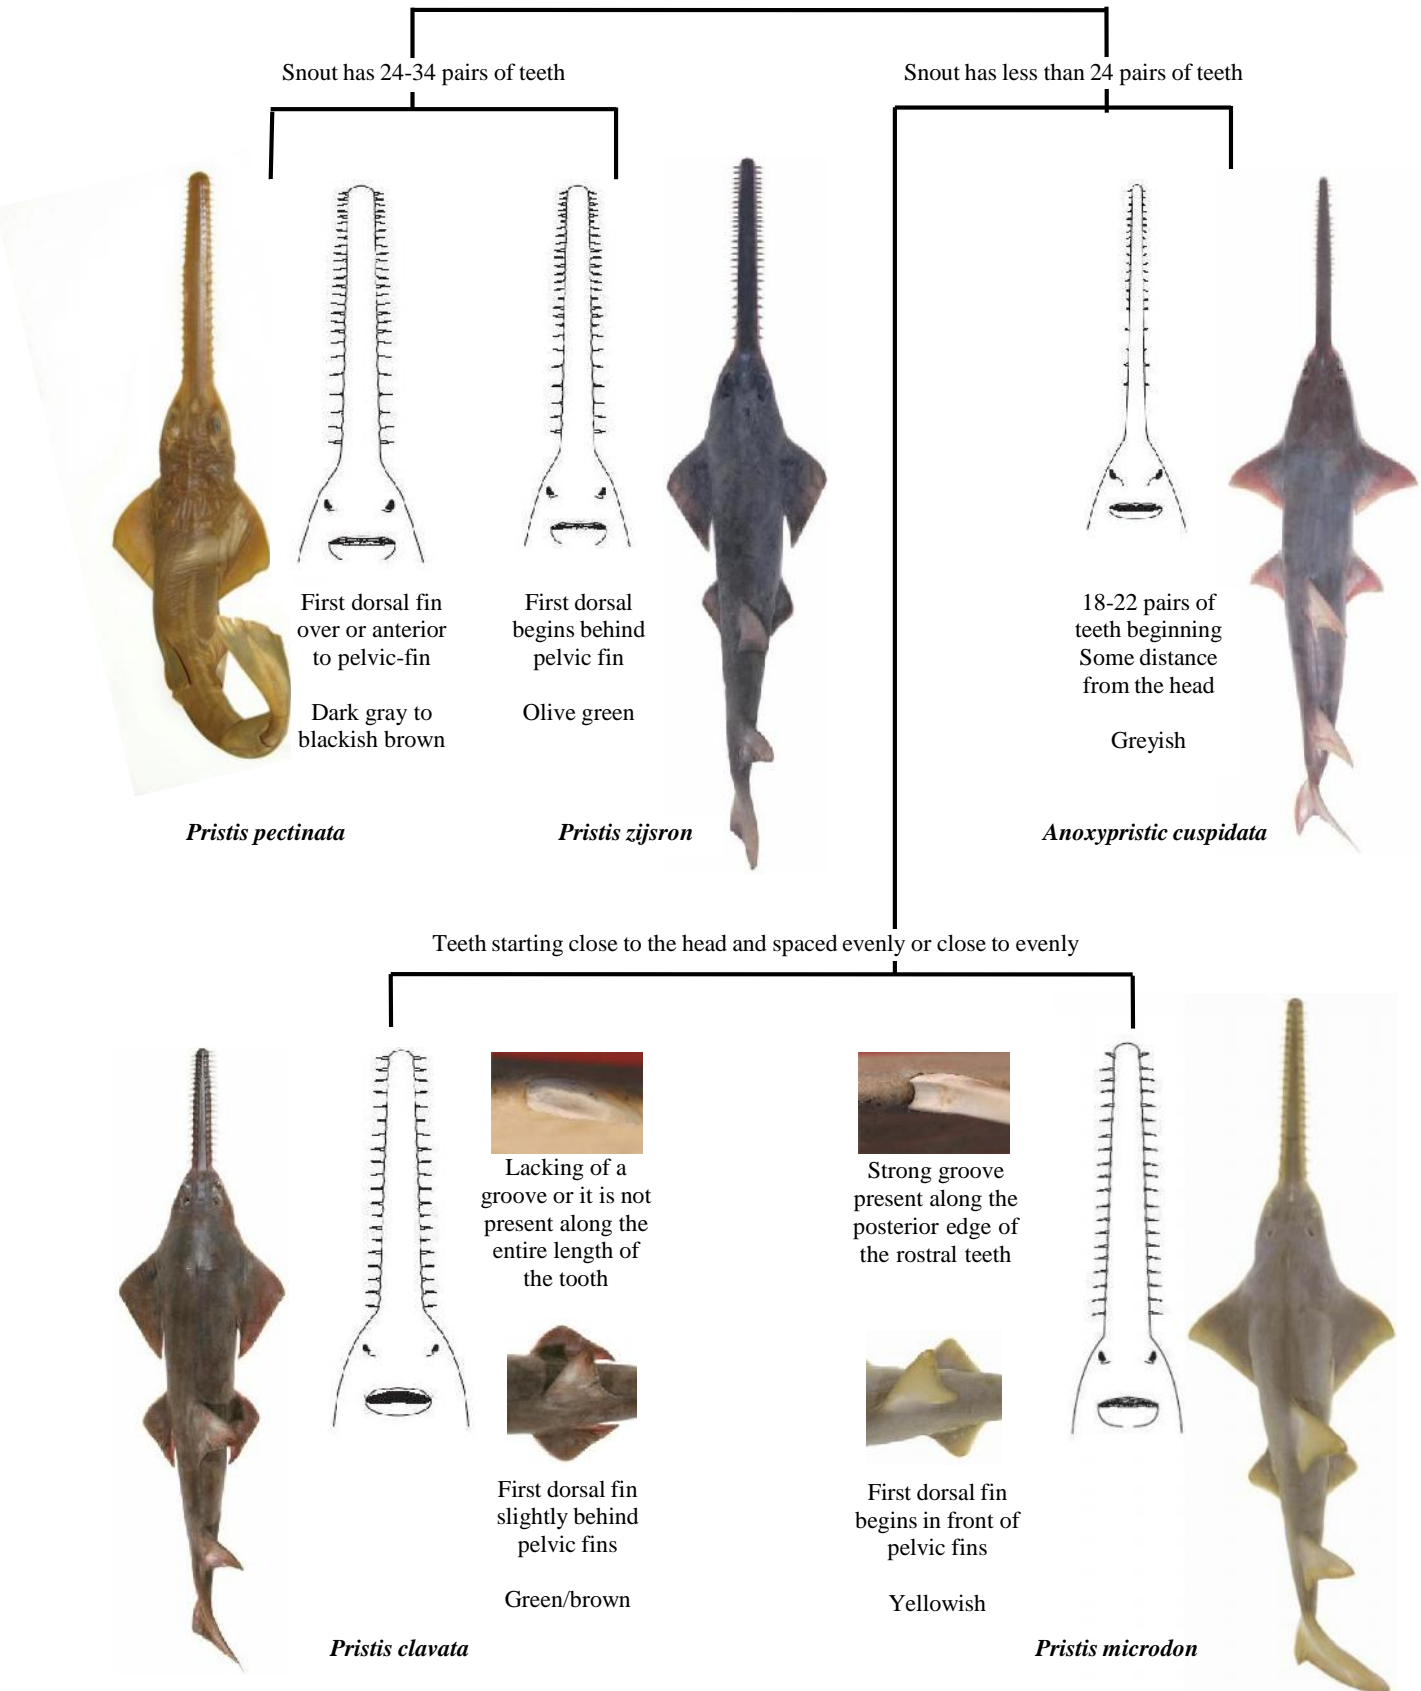 Snout has 24-34 pairs of teeth
Snout has less than 24 pairs of teeth
First dorsal fin
over or anterior
to pelvic-fin
Dark gray to
blackish brown
First dorsal
begins behind
pelvic fin
Olive green
18-22 pairs of
teeth beginning
Some distance
from the head
Greyish
Pristis pectinata
Pristis zijsron
Anoxypristic cuspidata
Teeth starting close to the head and spaced evenly or close to evenly
Lacking of a
groove or it is not
present along the
entire length of
the tooth
Strong groove
present along the
posterior edge of
the rostral teeth
First dorsal fin
slightly behind
pelvic fins
Green/brown
First dorsal fin
begins in front of
pelvic fins
Yellowish
Pristis clavata
Pristis microdon